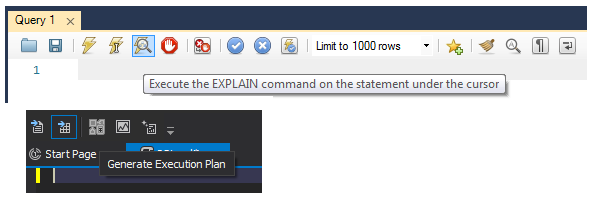 Query 1
Limit to 1000 rows
1
Execute the EXPLAIN command on the statement under the cursor
Start Page
Generate Execution Plan